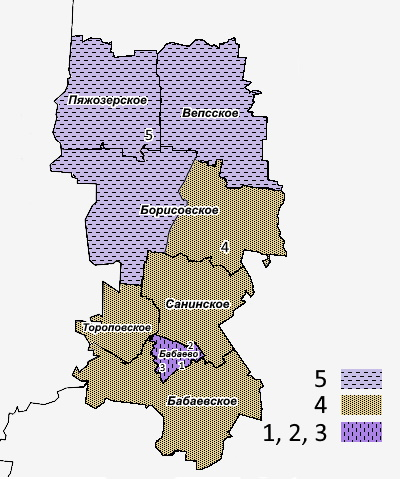 Пяжозерское
Вепсское
5
Борисовское
4
Санинское
Тороповское
2
Бабаево
3 1
Бабаевское
5
4
1, 2, 3